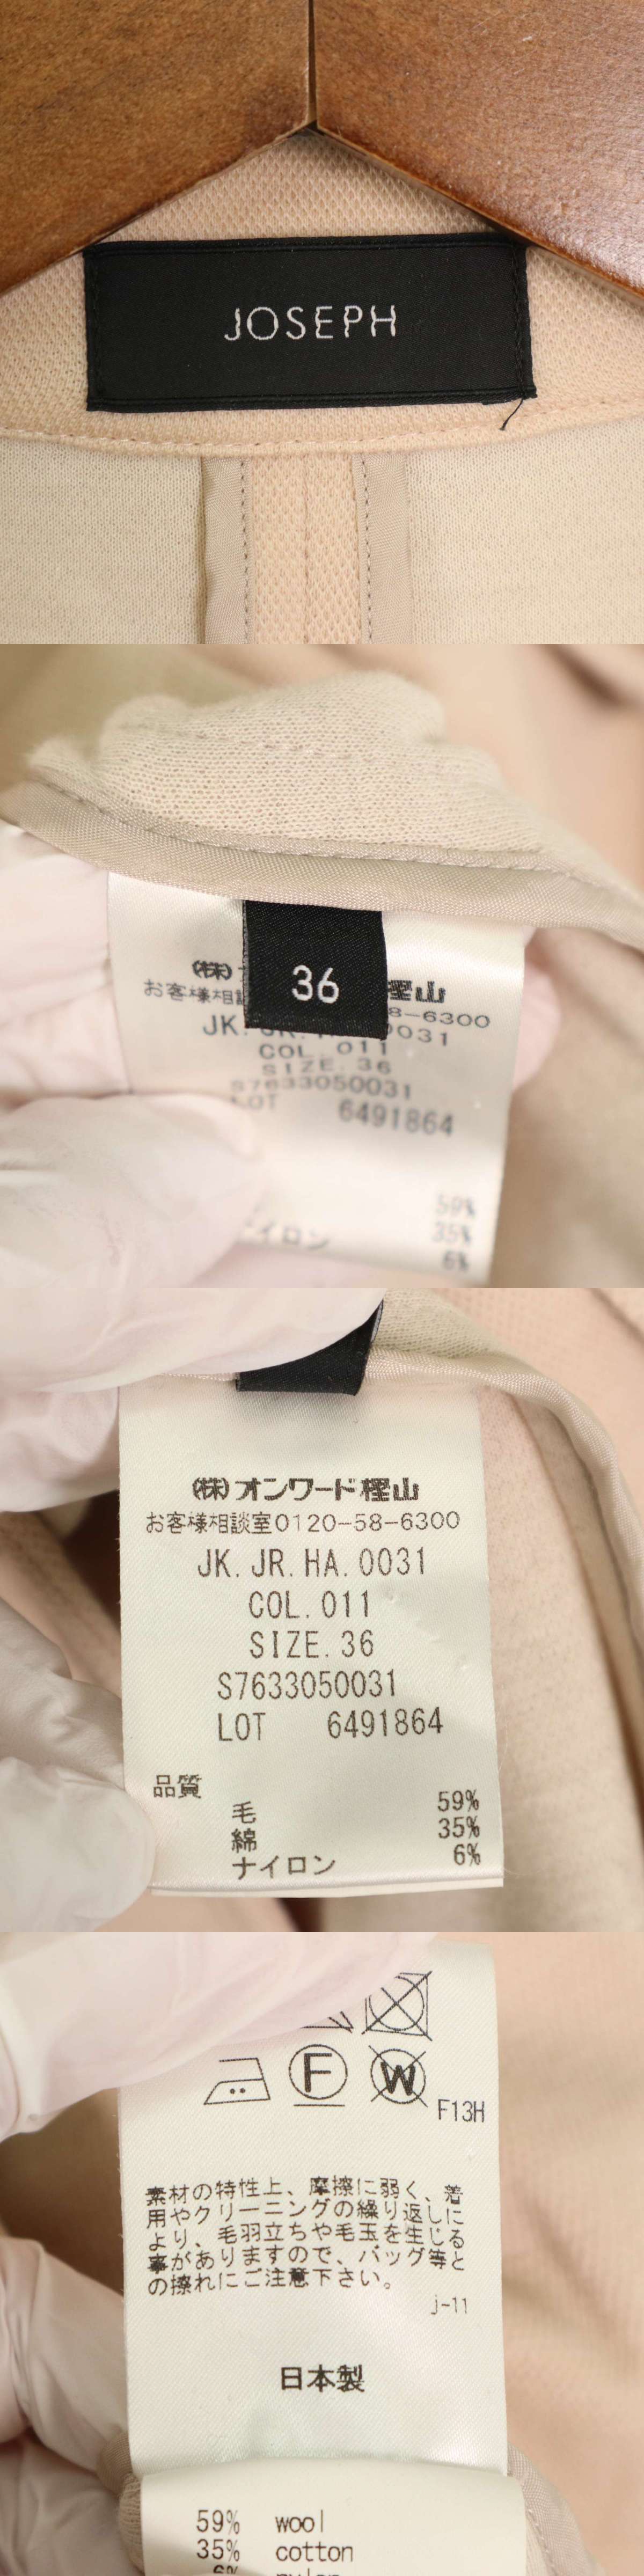 JOSEPH
36
(株)
樫山
お客様相談
8-6300
JK.
0031
COL. 011
SIZE. 36
S7633050031
LOT 6491864
59%
イロン 35%
6%
(株)オンワード樫山
お客様相談室0120-58-6300
JK. JR. HA. 0031
COL. 011
SIZE. 36
S7633050031
LOT 6491864
品質
毛 59%
綿 35%
ナイロン 6%
F W
F13H
素材の特性上、摩擦に弱く、着
用やクリーニングの繰り返しに
より、毛羽立ちや毛玉を生じる
事がありますので、バッグ等と
の擦れにご注意下さい。
j-11
日本製
59% wool
35% cotton
6% nylon